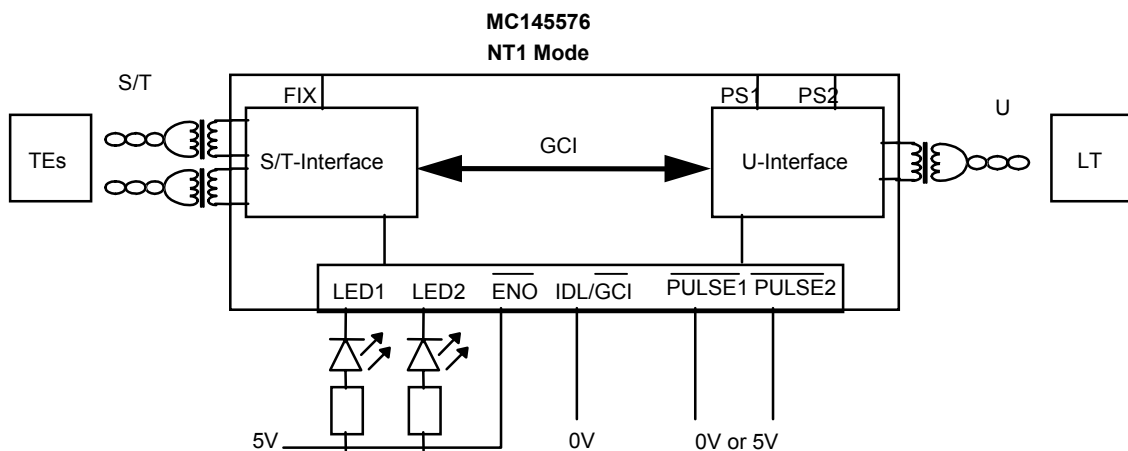 MC145576
NT1 Mode
S/T
FIX
PS1 PS2
U
TEs
S/T-Interface
GCI
U-Interface
LT
LED1 LED2 ENO IDL/GCI PULSE1 PULSE2
5V
0V
0V or 5V